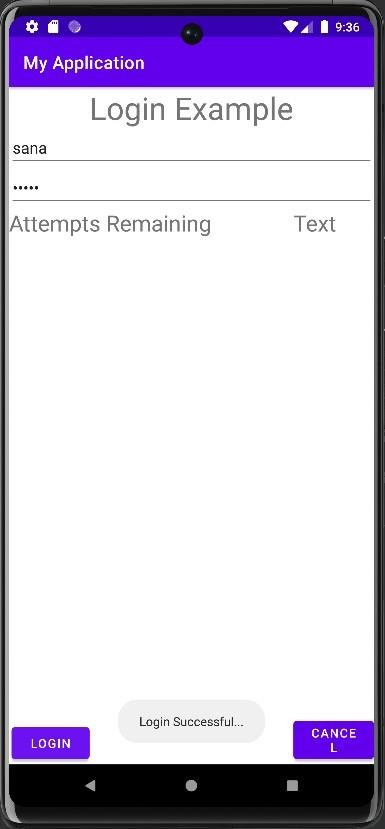 9:36
My Application
Login Example
sana
•••••
Attempts Remaining Text
Login Successful...
LOGIN
CANCE
L